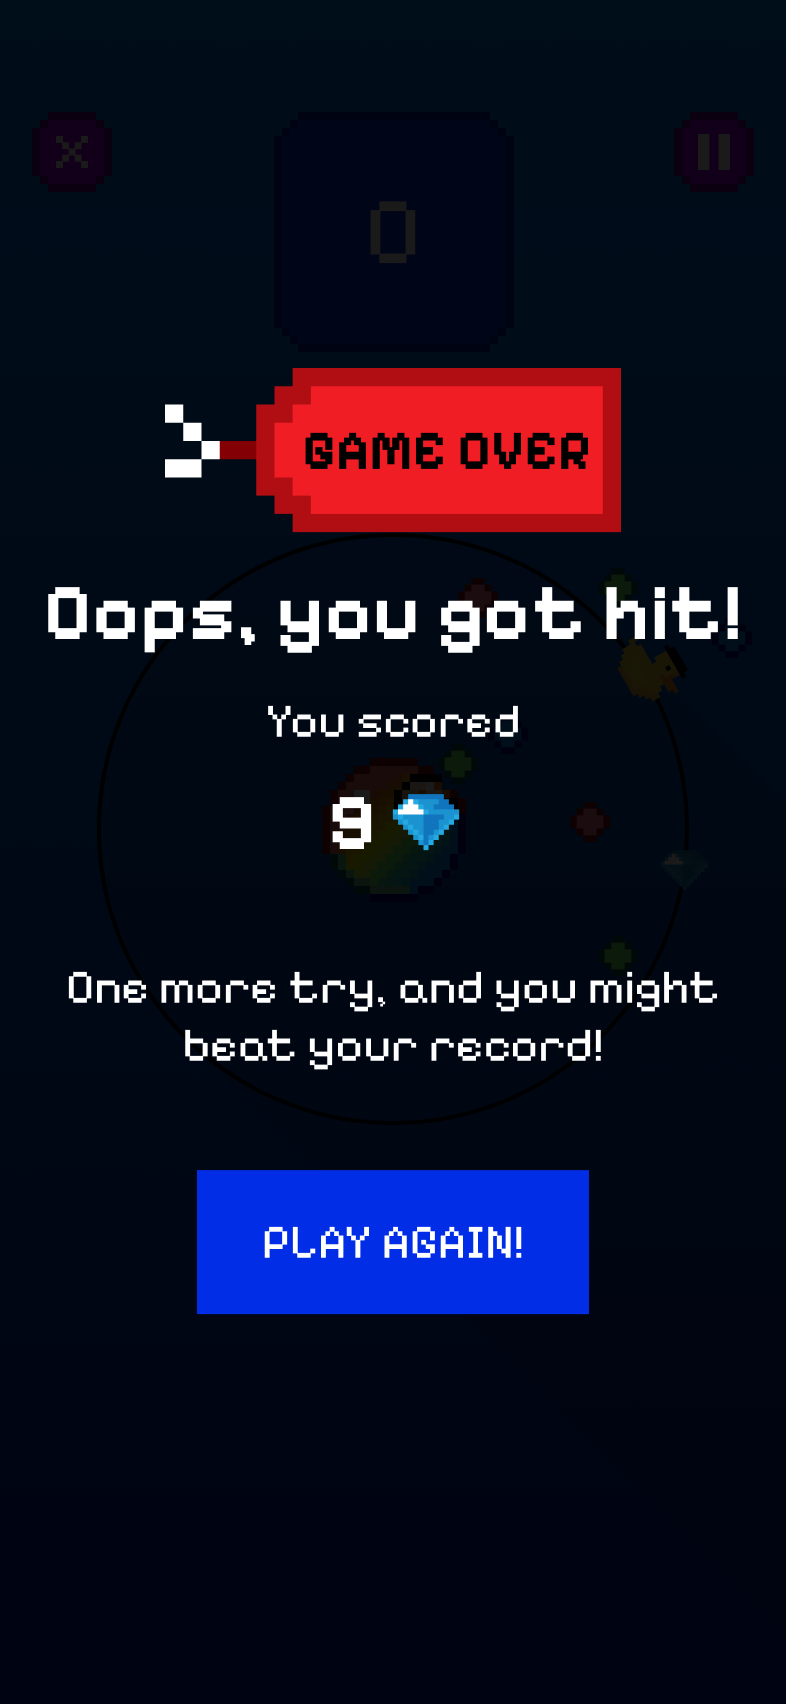 0
GAME OVER
Oops, you got hit!
You scored
9
One more try, and you might
beat your record!
PLAY AGAIN!